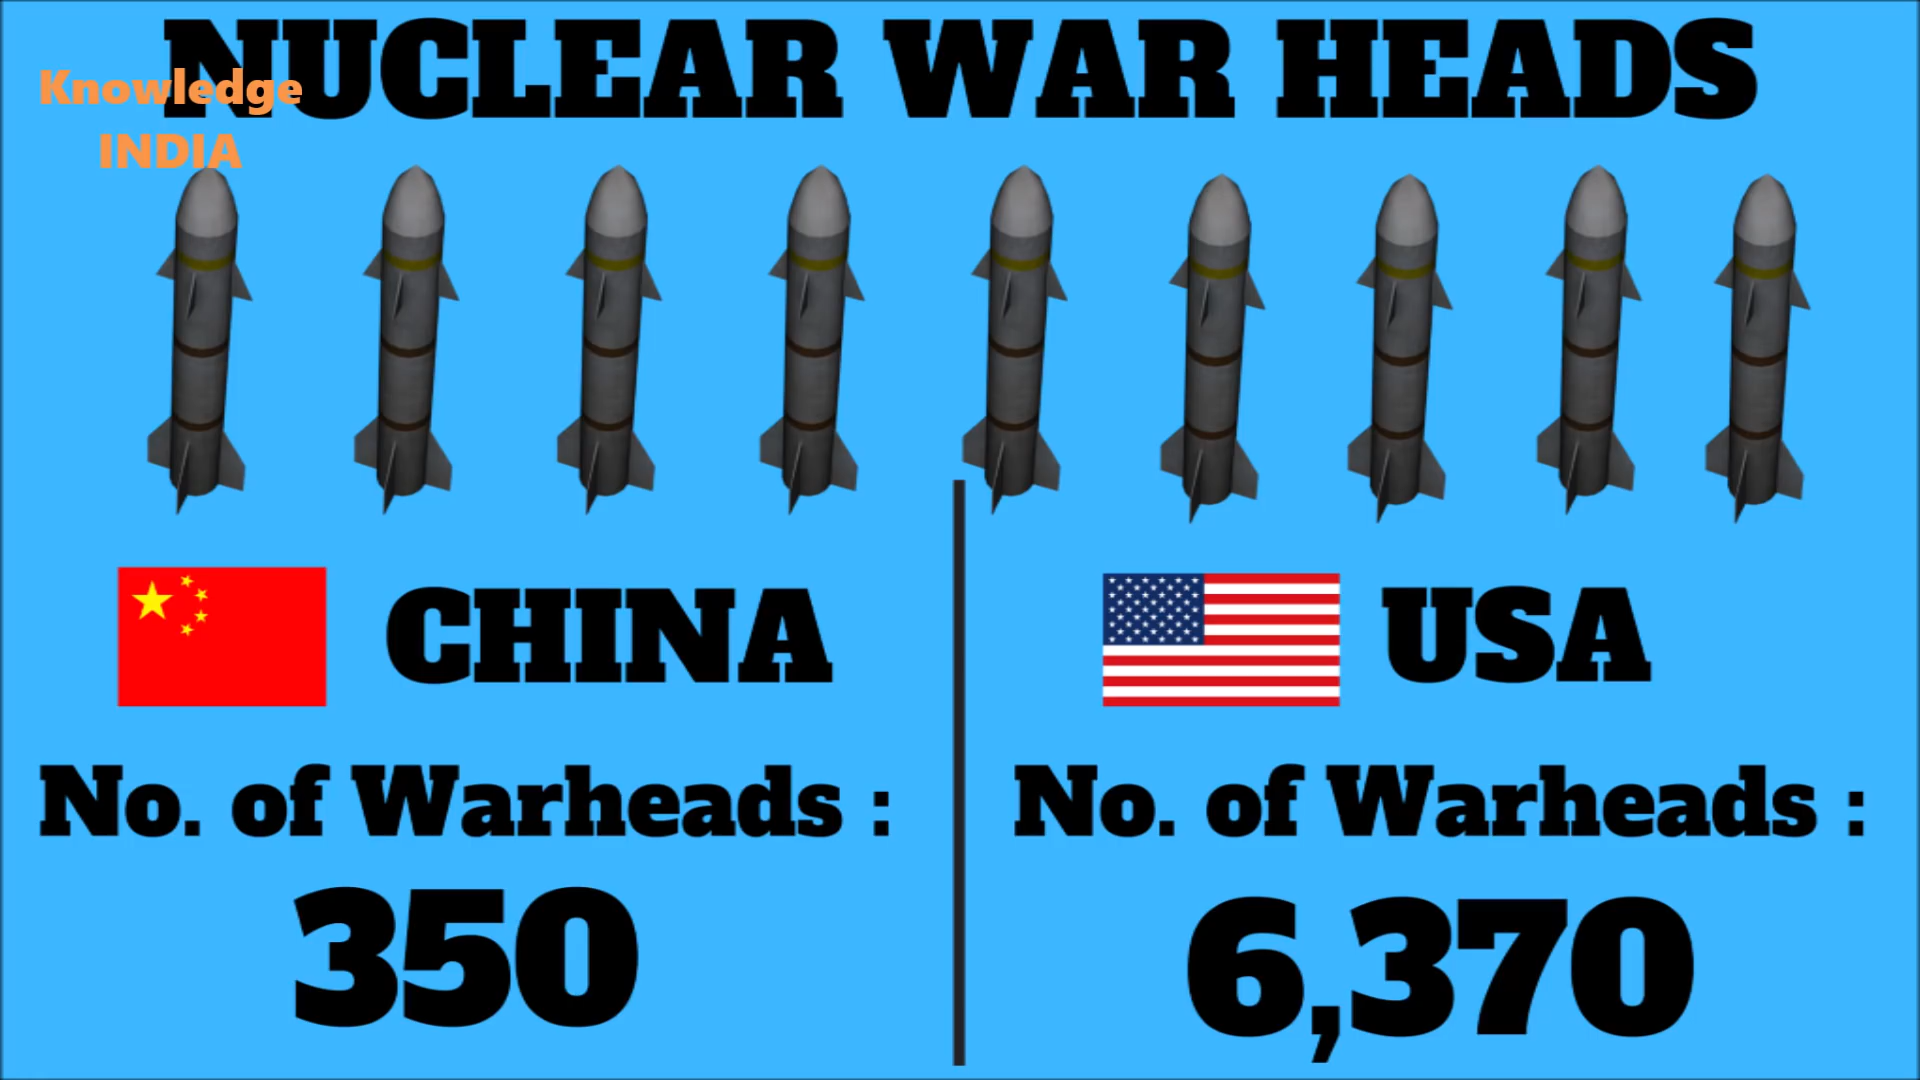 NUCLEAR WAR HEADS
Knowledge
INDIA
CHINA
USA
No. of Warheads :
No. of Warheads :
350
6,370